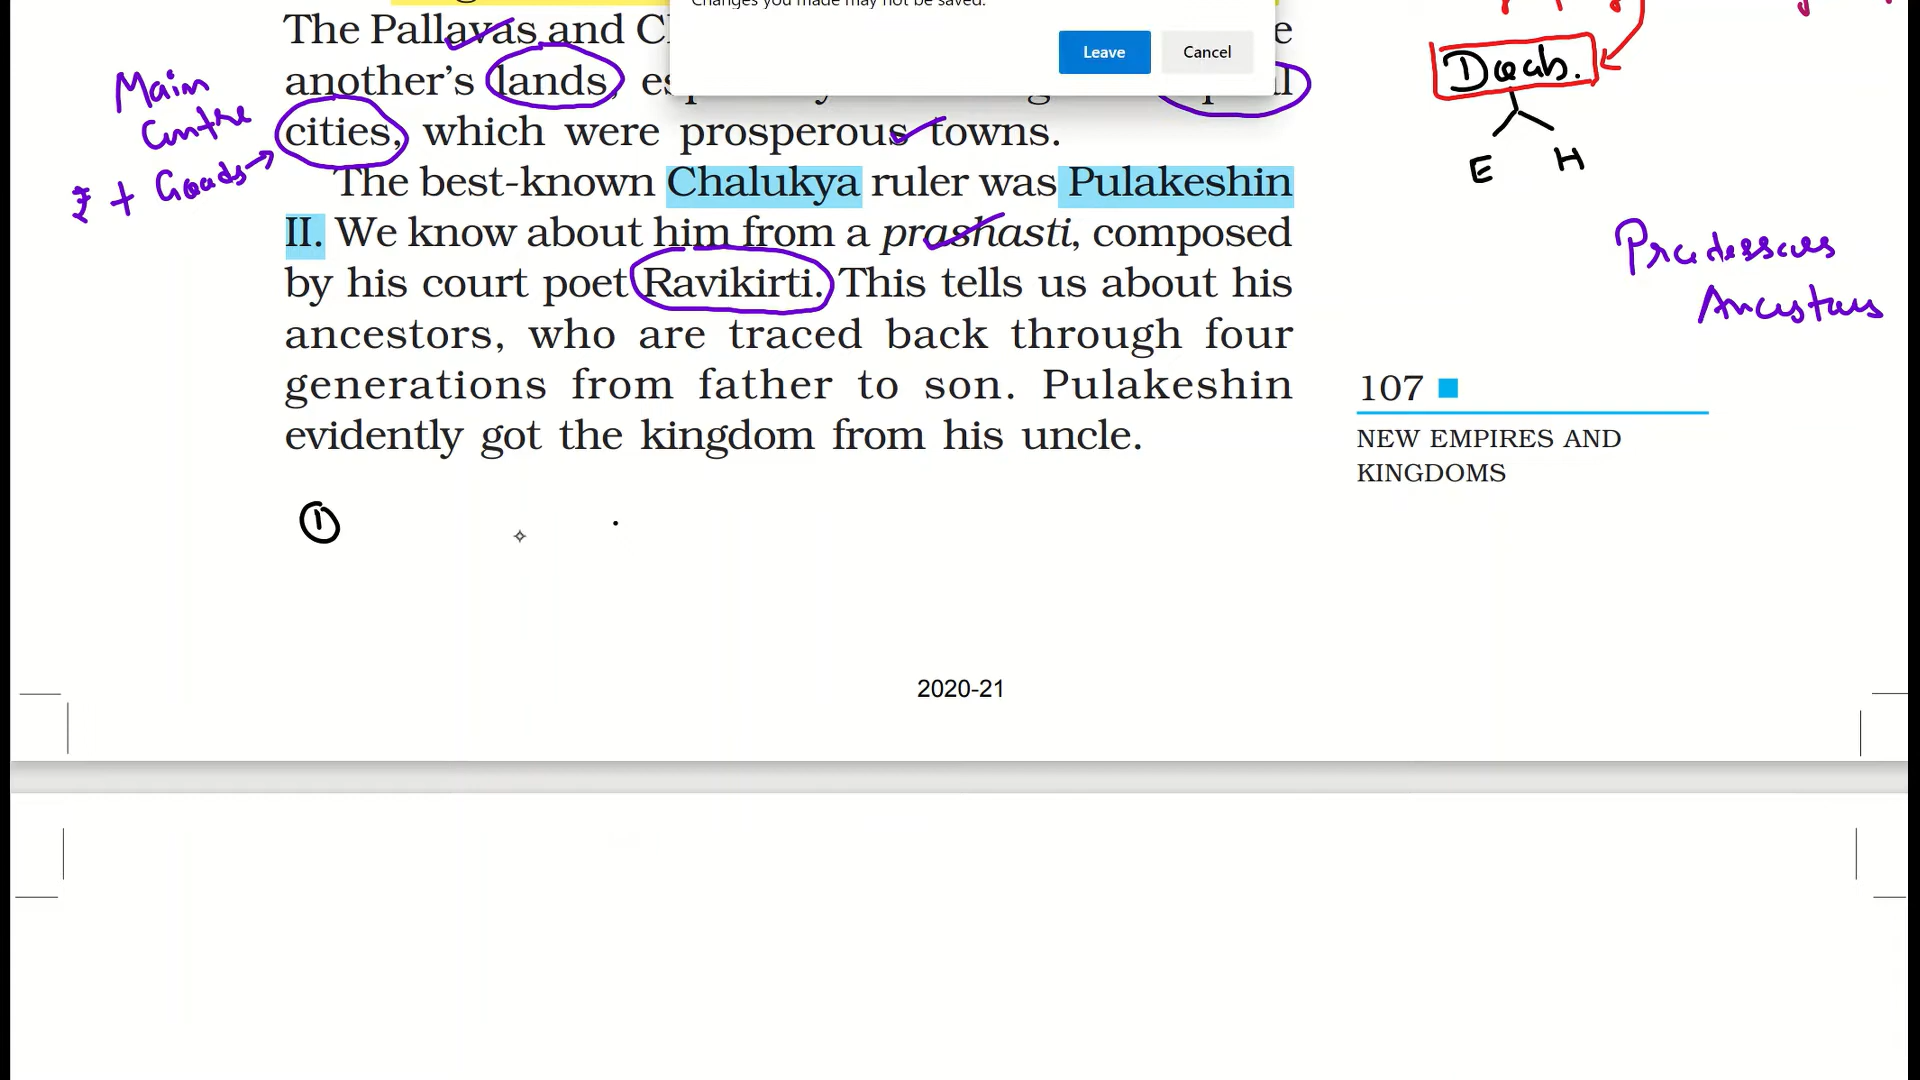 Changes you made may not be saved.
Leave Cancel
The Pallavas and
another's lands,
cities, which were prosperous towns.
The best-known Chalukya ruler was Pulakeshin
II. We know about him from a prashasti, composed
by his court poet Ravikirti. This tells us about his
ancestors, who are traced back through four
generations from father to son. Pulakeshin
evidently got the kingdom from his uncle.
Main
Centre
₹ + Goods
Doab.
E H
Predessors
Ancestors
107
NEW EMPIRES AND
KINGDOMS
1
2020-21